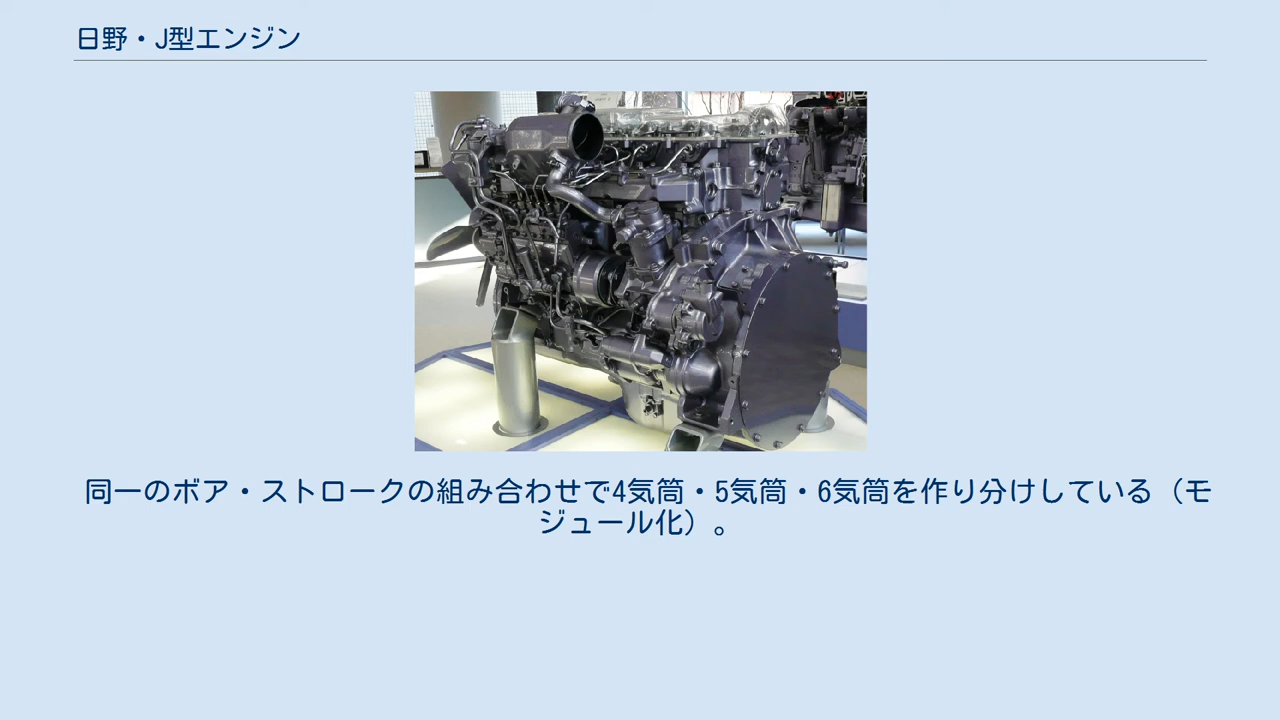 日野・J型エンジン
同一のボア・ストロークの組み合わせで4気筒・5気筒・6気筒を作り分けしている（モ
ジュール化）。